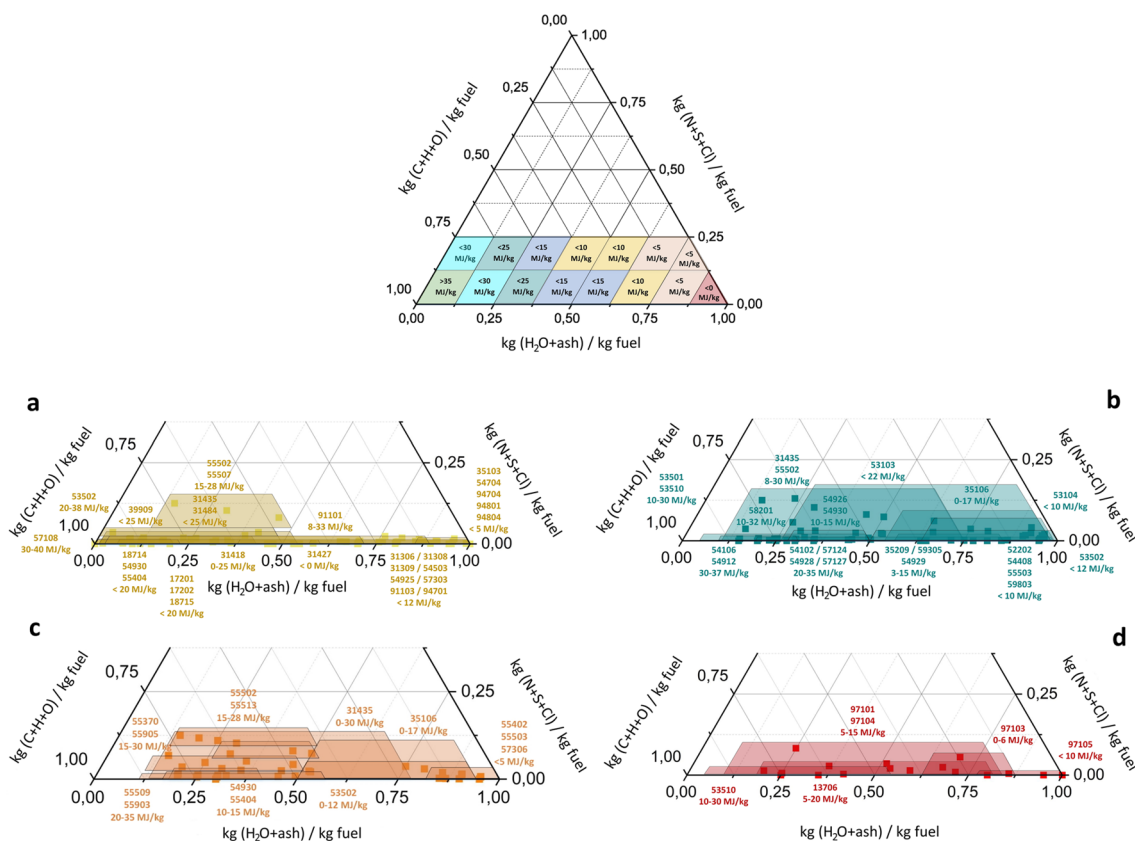 0,00
1,00
0,25
0,75
kg (C+H+O) / kg fuel
kg (N+S+Cl) / kg fuel
0,50
0,50
0,75
0,25
<30
MJ/kg
<25
MJ/kg
<15
MJ/kg
<10
MJ/kg
<10
MJ/kg
<5
MJ/kg
<5
MJ/kg
>35
MJ/kg
<30
MJ/kg
<25
MJ/kg
<15
MJ/kg
<15
MJ/kg
<10
MJ/kg
<5
MJ/kg
<0
MJ/kg
1,00
0,00
0,00
0,25
0,50
0,75
1,00
kg (H₂O+ash) / kg fuel
a
kg (C+H+O) / kg fuel
0,75
0,25
kg (N+S+Cl) / kg fuel
55502
55507
15-28 MJ/kg
31435
31484
< 25 MJ/kg
53502
20-38 MJ/kg
39909
< 25 MJ/kg
91101
8-33 MJ/kg
35103
54704
94704
94801
94804
< 5 MJ/kg
1,00
57108
30-40 MJ/kg
0,00
0,00
0,25
0,50
0,75
1,00
18714
54930
55404
< 20 MJ/kg
17201
17202
18715
< 20 MJ/kg
31418
0-25 MJ/kg
31427
< 0 MJ/kg
31306 / 31308
31309 / 54503
54925 / 57303
91103 / 94701
< 12 MJ/kg
kg (H₂O+ash) / kg fuel
b
kg (C+H+O) / kg fuel
0,75
0,25
kg (N+S+Cl) / kg fuel
53501
53510
10-30 MJ/kg
31435
55502
8-30 MJ/kg
53103
< 22 MJ/kg
58201
10-32 MJ/kg
54926
54930
10-15 MJ/kg
35106
0-17 MJ/kg
53104
< 10 MJ/kg
1,00
0,00
54106
54912
30-37 MJ/kg
54102 / 57124
54928 / 57127
20-35 MJ/kg
35209 / 59305
54929
3-15 MJ/kg
52202
54408
55503
59803
< 10 MJ/kg
53502
< 12 MJ/kg
0,00
0,25
0,50
0,75
1,00
kg (H₂O+ash) / kg fuel
c
kg (C+H+O) / kg fuel
0,75
0,25
kg (N+S+Cl) / kg fuel
55502
55513
15-28 MJ/kg
31435
0-30 MJ/kg
35106
0-17 MJ/kg
55370
55905
15-30 MJ/kg
55402
55503
57306
<5 MJ/kg
1,00
0,00
0,00
0,25
0,50
0,75
1,00
55509
55903
20-35 MJ/kg
54930
55404
10-15 MJ/kg
53502
0-12 MJ/kg
kg (H₂O+ash) / kg fuel
d
kg (C+H+O) / kg fuel
0,75
0,25
kg (N+S+Cl) / kg fuel
97101
97104
5-15 MJ/kg
97103
0-6 MJ/kg
97105
< 10 MJ/kg
1,00
0,00
53510
10-30 MJ/kg
13706
5-20 MJ/kg
0,00
0,25
0,50
0,75
1,00
kg (H₂O+ash) / kg fuel